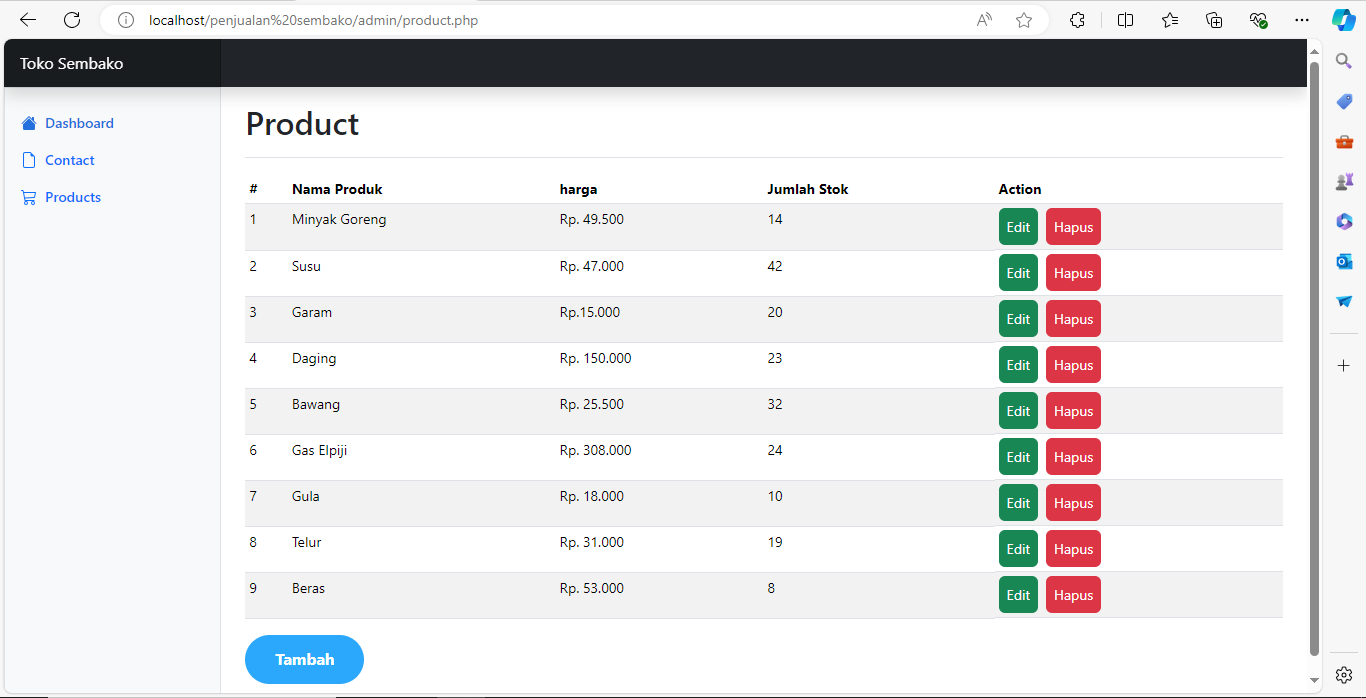 localhost/penjualan%20sembako/admin/product.php
Toko Sembako
Dashboard
Contact
Products
Product
# Nama Produk harga Jumlah Stok Action
1 Minyak Goreng Rp. 49.500 14 Edit Hapus
2 Susu Rp. 47.000 42 Edit Hapus
3 Garam Rp.15.000 20 Edit Hapus
4 Daging Rp. 150.000 23 Edit Hapus
5 Bawang Rp. 25.500 32 Edit Hapus
6 Gas Elpiji Rp. 308.000 24 Edit Hapus
7 Gula Rp. 18.000 10 Edit Hapus
8 Telur Rp. 31.000 19 Edit Hapus
9 Beras Rp. 53.000 8 Edit Hapus
Tambah